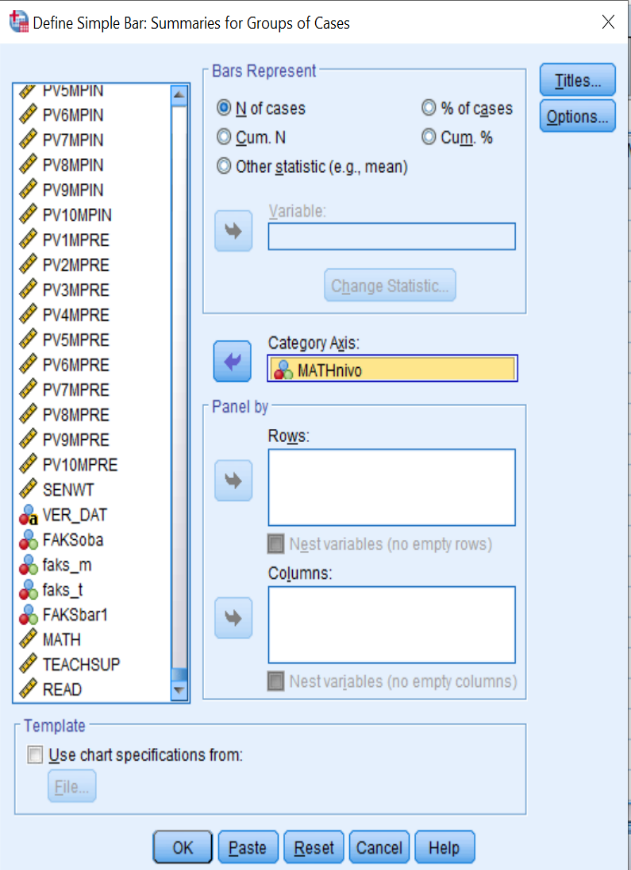 Define Simple Bar: Summaries for Groups of Cases
PV5MPIN
PV6MPIN
PV7MPIN
PV8MPIN
PV9MPIN
PV10MPIN
PV1MPRE
PV2MPRE
PV3MPRE
PV4MPRE
PV5MPRE
PV6MPRE
PV7MPRE
PV8MPRE
PV9MPRE
PV10MPRE
SENWT
VER_DAT
FAKSoba
faks_m
faks_t
FAKSbar1
MATH
TEACHSUP
READ
Bars Represent
N of cases
% of cases
Cum. N
Cum. %
Other statistic (e.g., mean)
Variable:
Change Statistic...
Category Axis:
MATHnivo
Panel by
Rows:
Nest variables (no empty rows)
Columns:
Nest variables (no empty columns)
Titles...
Options...
Template
Use chart specifications from:
File...
OK
Paste
Reset
Cancel
Help